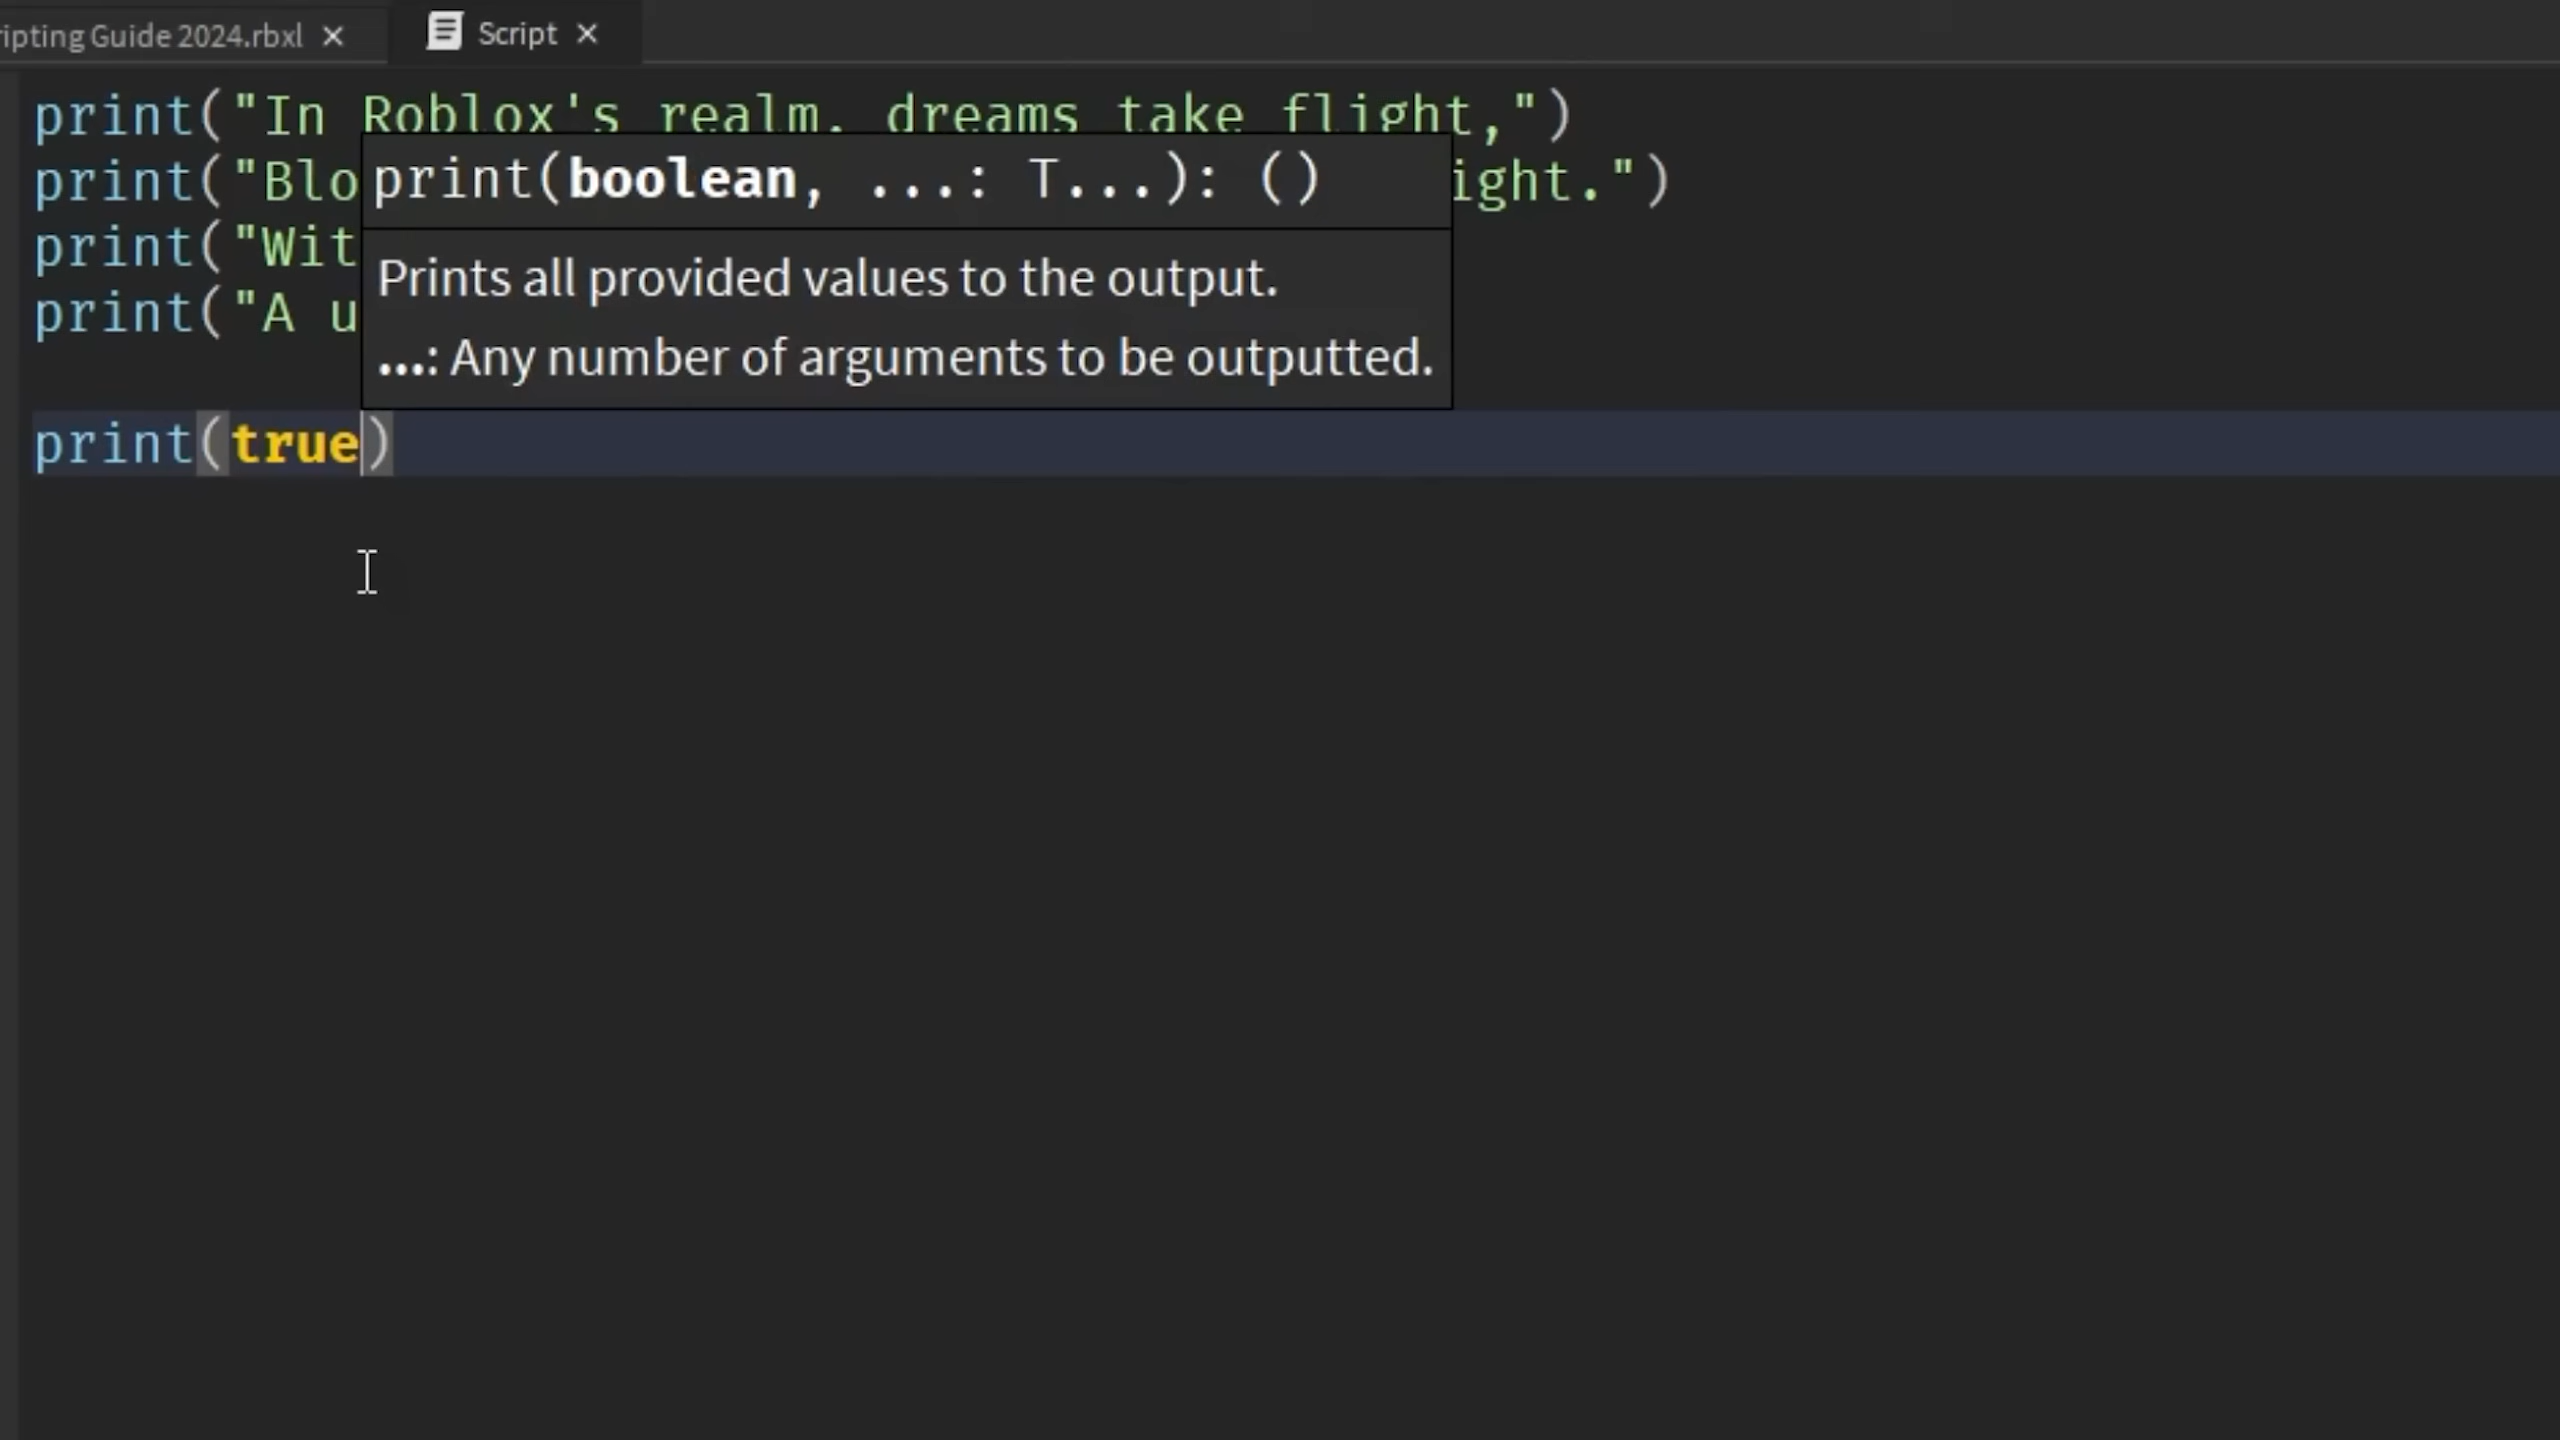 ripting Guide 2024.rbxl ×
Script ×
print("In Roblox's realm, dreams take flight,")
print("Blo
ight.")
print("Wit
print("A u
print(boolean, ...: T...): ()
Prints all provided values to the output.
...: Any number of arguments to be outputted.
print(true)